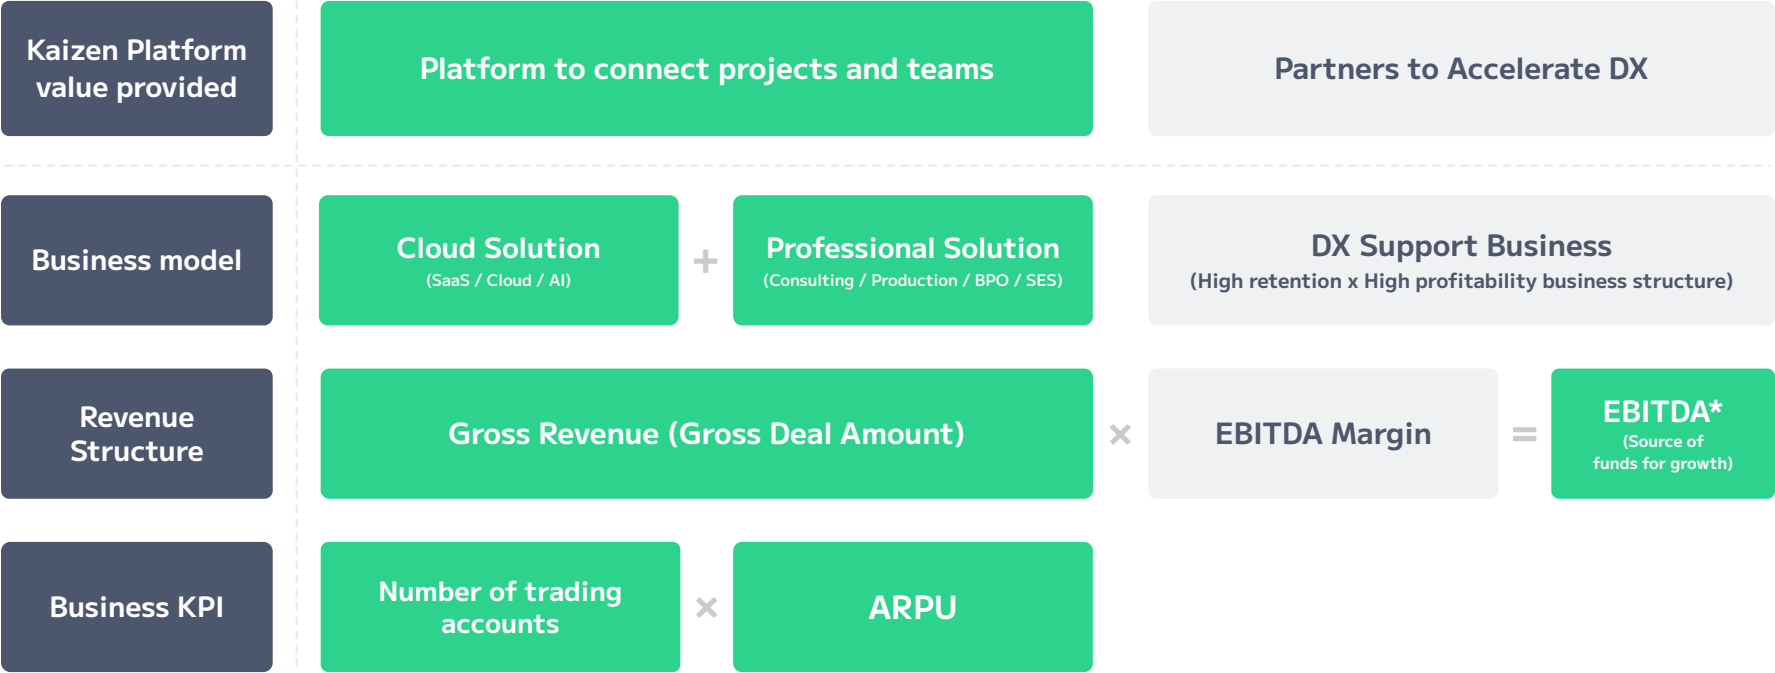 Kaizen Platform
value provided
Platform to connect projects and teams
Partners to Accelerate DX
Business model
Cloud Solution
(SaaS / Cloud / AI)
+
Professional Solution
(Consulting / Production / BPO / SES)
DX Support Business
(High retention x High profitability business structure)
Revenue
Structure
Gross Revenue (Gross Deal Amount)
×
EBITDA Margin
=
EBITDA*
(Source of
funds for growth)
Business KPI
Number of trading
accounts
×
ARPU